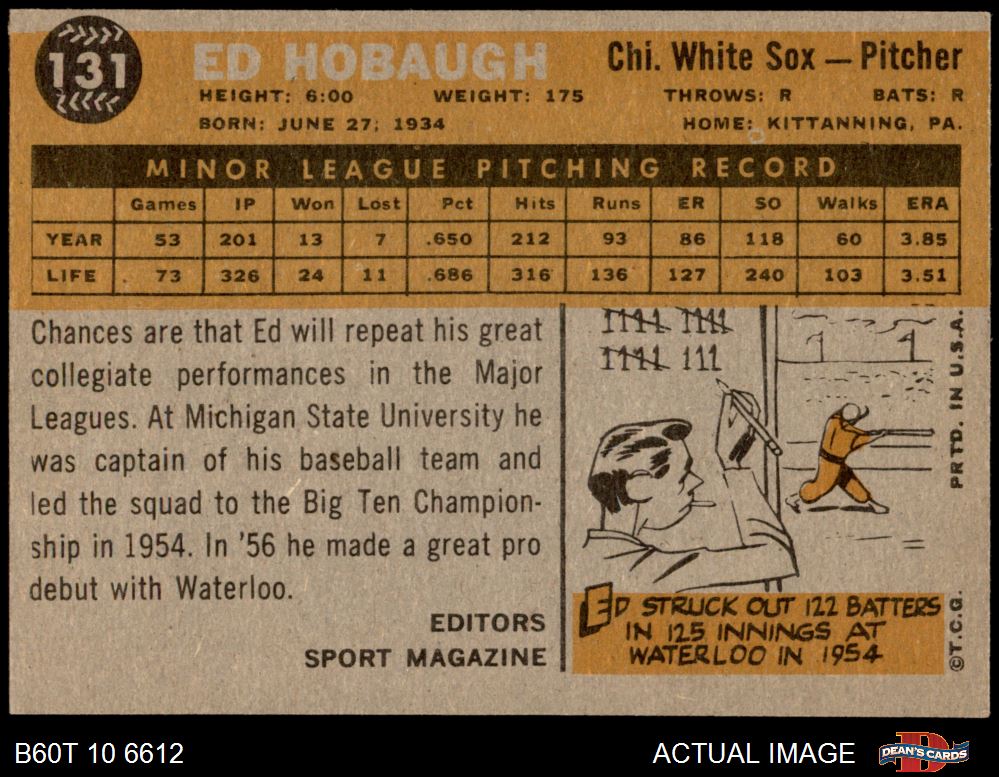 131
ED HOBAUGH
Chi. White Sox — Pitcher
HEIGHT: 6:00 WEIGHT: 175 THROWS: R BATS: R
BORN: JUNE 27, 1934 HOME: KITTANNING, PA.
MINOR LEAGUE PITCHING RECORD
Games IP Won Lost Pct Hits Runs ER SO Walks ERA
YEAR 53 201 13 7 .650 212 93 86 118 60 3.85
LIFE 73 326 24 11 .686 316 136 127 240 103 3.51
Chances are that Ed will repeat his great
collegiate performances in the Major
Leagues. At Michigan State University he
was captain of his baseball team and
led the squad to the Big Ten Champion-
ship in 1954. In '56 he made a great pro
debut with Waterloo.
EDITORS
SPORT MAGAZINE
ED STRUCK OUT 122 BATTERS
IN 125 INNINGS AT
WATERLOO IN 1954
©T.C.G. PRTD. IN U.S.A.
B60T 10 6612
ACTUAL IMAGE
DEAN'S CARDS